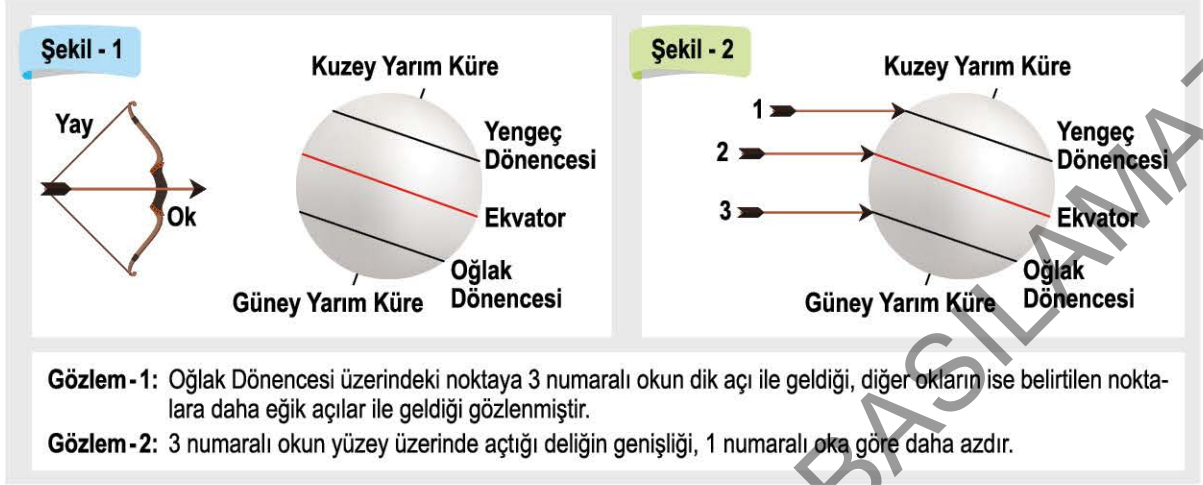 Şekil - 1
Yay
Ok
Kuzey Yarım Küre
Yengeç
Dönencesi
Ekvator
Oğlak
Dönencesi
Güney Yarım Küre
Şekil - 2
1
2
3
Kuzey Yarım Küre
Yengeç
Dönencesi
Ekvator
Oğlak
Dönencesi
Güney Yarım Küre
Gözlem - 1: Oğlak Dönencesi üzerindeki noktaya 3 numaralı okun dik açı ile geldiği, diğer okların ise belirtilen nokta-
lara daha eğik açılar ile geldiği gözlenmiştir.
Gözlem - 2: 3 numaralı okun yüzey üzerinde açtığı deliğin genişliği, 1 numaralı oka göre daha azdır.
BASILAMAZ